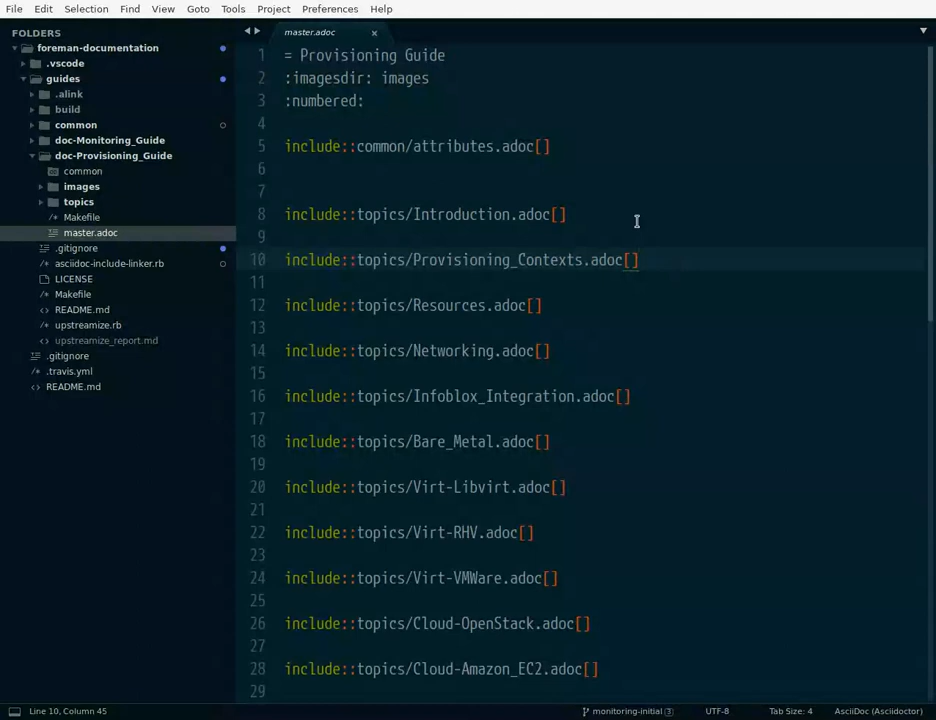 File Edit Selection Find View Goto Tools Project Preferences Help
FOLDERS
foreman-documentation
.vscode
guides
.alink
build
common
doc-Monitoring_Guide
doc-Provisioning_Guide
common
images
topics
Makefile
master.adoc
.gitignore
asciidoc-include-linker.rb
LICENSE
Makefile
README.md
upstreamize.rb
upstreamize_report.md
.gitignore
.travis.yml
README.md
master.adoc
1 = Provisioning Guide
2 :imagesdir: images
3 :numbered:
4
5 include::common/attributes.adoc[]
6
7
8 include::topics/Introduction.adoc[]
9
10 include::topics/Provisioning_Contexts.adoc[]
11
12 include::topics/Resources.adoc[]
13
14 include::topics/Networking.adoc[]
15
16 include::topics/Infoblox_Integration.adoc[]
17
18 include::topics/Bare_Metal.adoc[]
19
20 include::topics/Virt-Libvirt.adoc[]
21
22 include::topics/Virt-RHV.adoc[]
23
24 include::topics/Virt-VMWare.adoc[]
25
26 include::topics/Cloud-OpenStack.adoc[]
27
28 include::topics/Cloud-Amazon_EC2.adoc[]
29
Line 10, Column 45 monitoring-initial 3 UTF-8 Tab Size: 4 AsciiDoc (Asciidoctor)